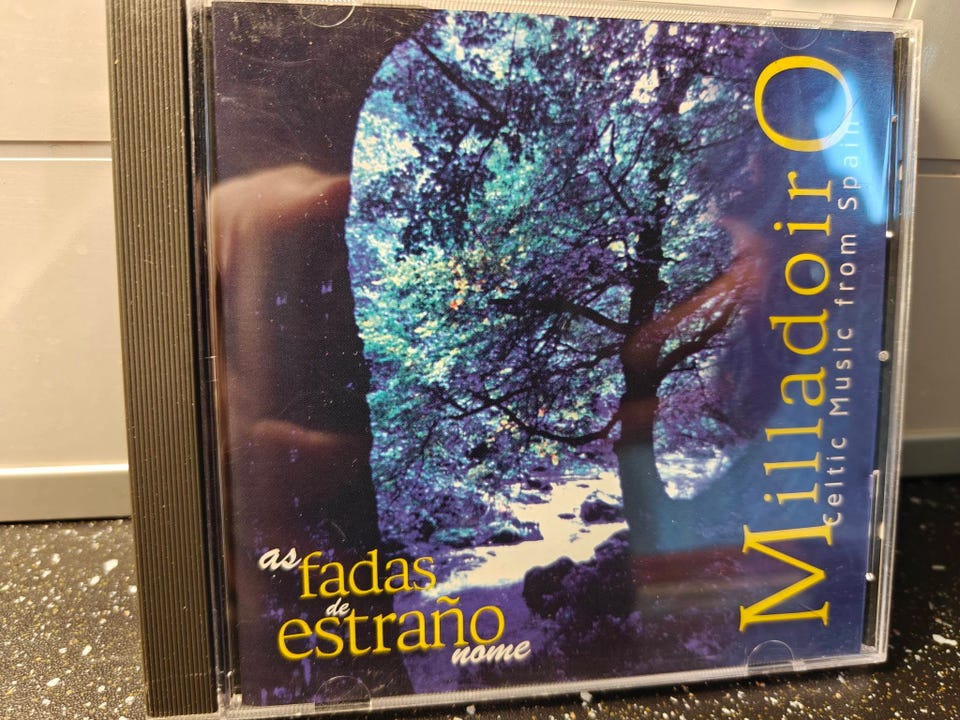 MilladoirO
Celtic Music from Spain
as
fadas
de
estraño
nome